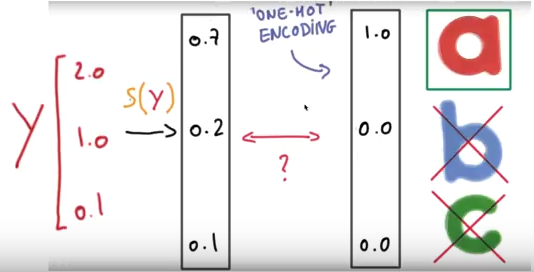 'ONE-HOT'
ENCODING
Y
2.0
1.0
0.1
S(Y)
0.7
0.2
0.1
?
1.0
0.0
0.0
a
b
c